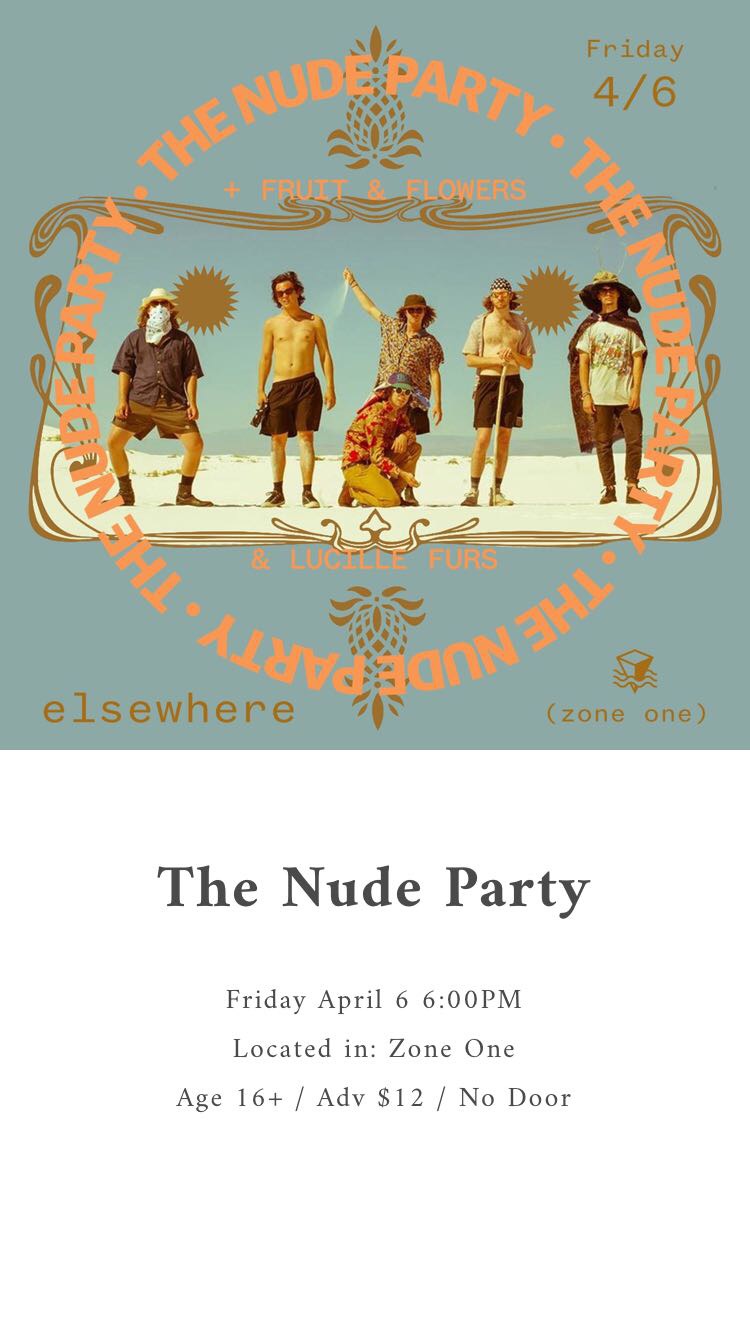 Friday
4/6
THE NUDE PARTY • THE NUDE PARTY • THE NUDE PARTY • THE NUDE PARTY •
+ FRUIT & FLOWERS
& LUCILLE FURS
elsewhere
(zone one)
The Nude Party
Friday April 6 6:00PM
Located in: Zone One
Age 16+ / Adv $12 / No Door